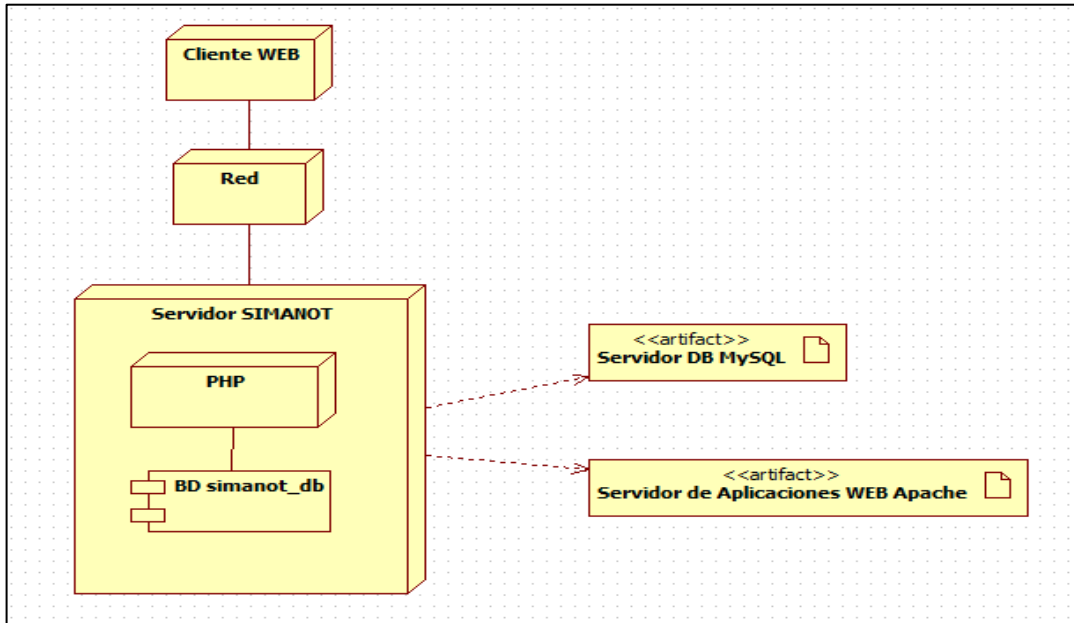 Cliente WEB
Red
Servidor SIMANOT
PHP
BD simanot_db
<<artifact>>
Servidor DB MySQL
<<artifact>>
Servidor de Aplicaciones WEB Apache